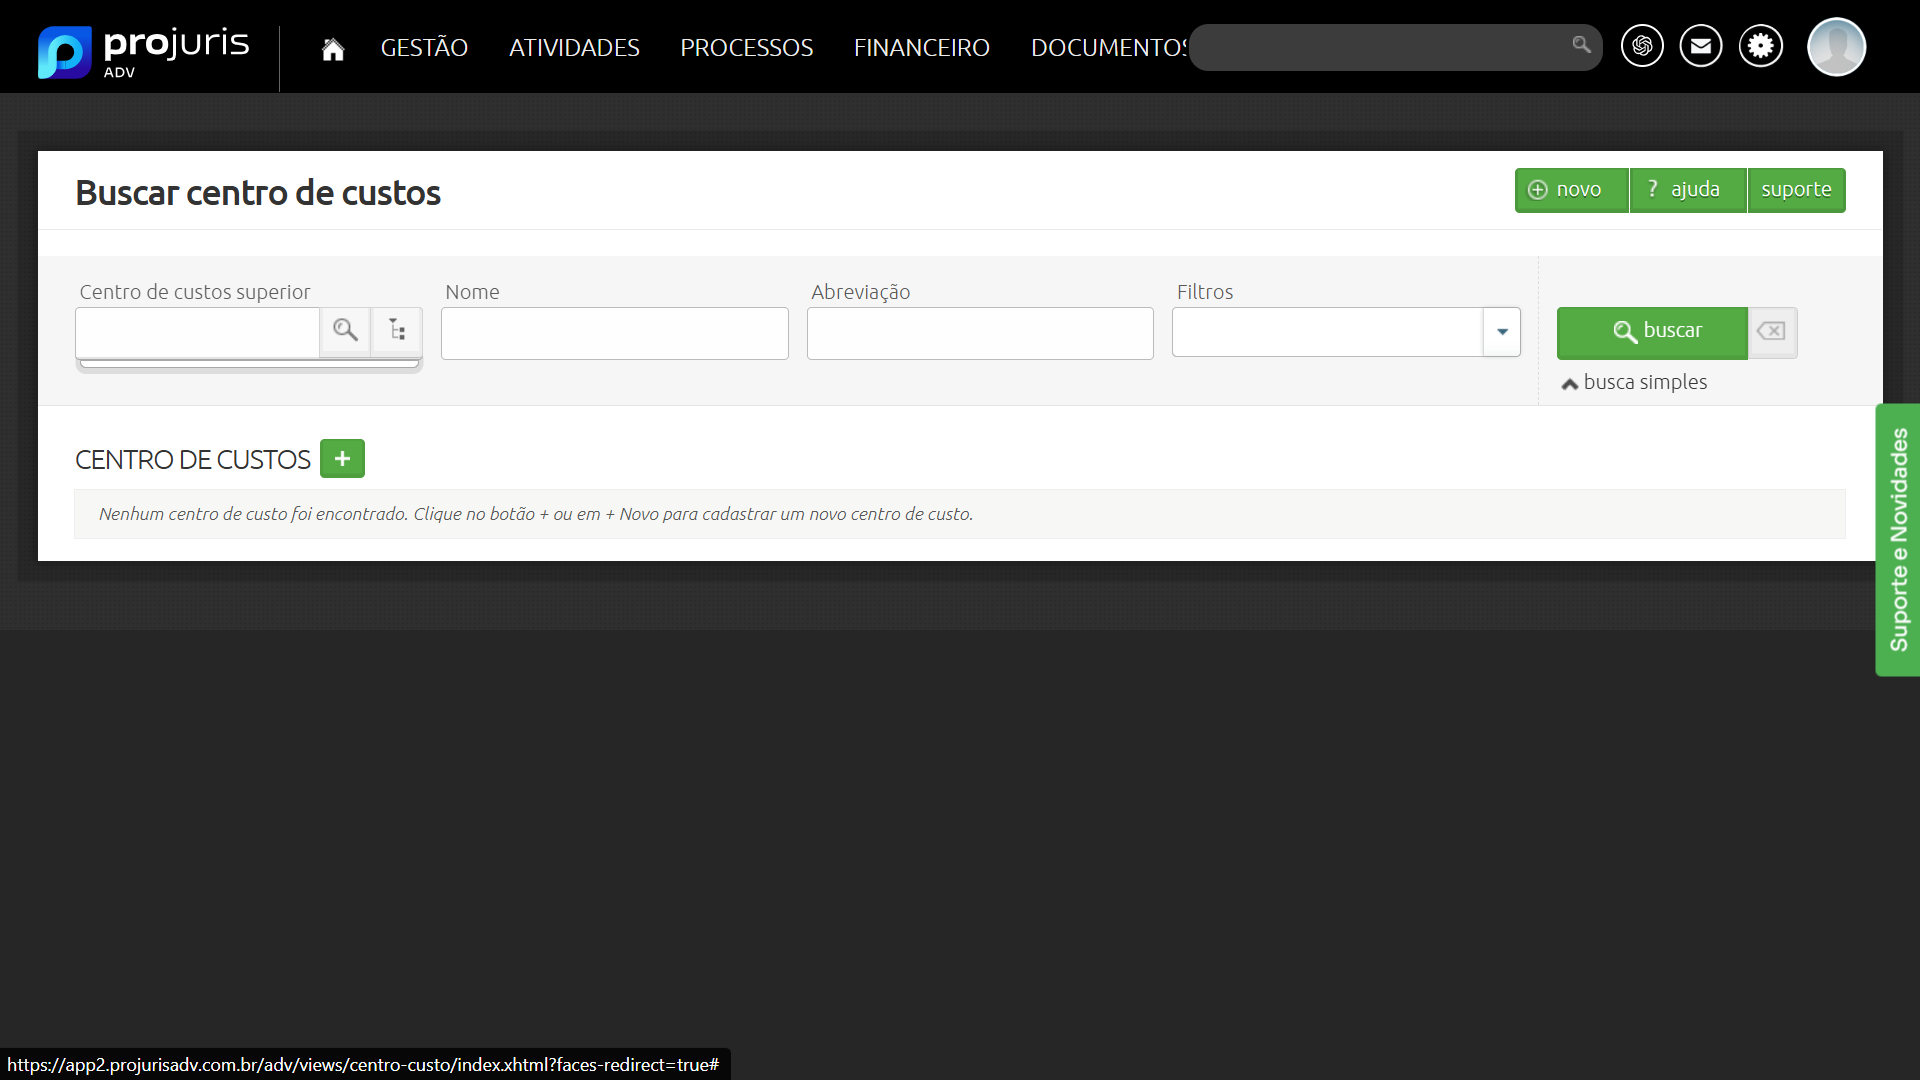 projuris
ADV
GESTÃO
ATIVIDADES
PROCESSOS
FINANCEIRO
DOCUMENTOS
Buscar centro de custos
novo
? ajuda
suporte
Centro de custos superior
Nome
Abreviação
Filtros
buscar
busca simples
CENTRO DE CUSTOS
+
Nenhum centro de custo foi encontrado. Clique no botão + ou em + Novo para cadastrar um novo centro de custo.
Suporte e Novidades
https://app2.projurisadv.com.br/adv/views/centro-custo/index.xhtml?faces-redirect=true#